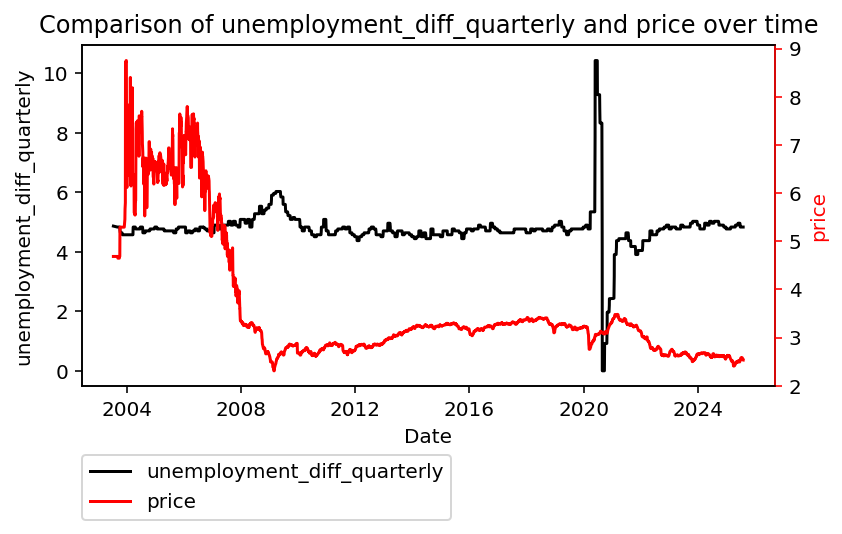 Comparison of unemployment_diff_quarterly and price over time
unemployment_diff_quarterly
10
8
6
4
2
0
9
8
7
6
5
4
3
2
price
2004 2008 2012 2016 2020 2024
Date
unemployment_diff_quarterly
price